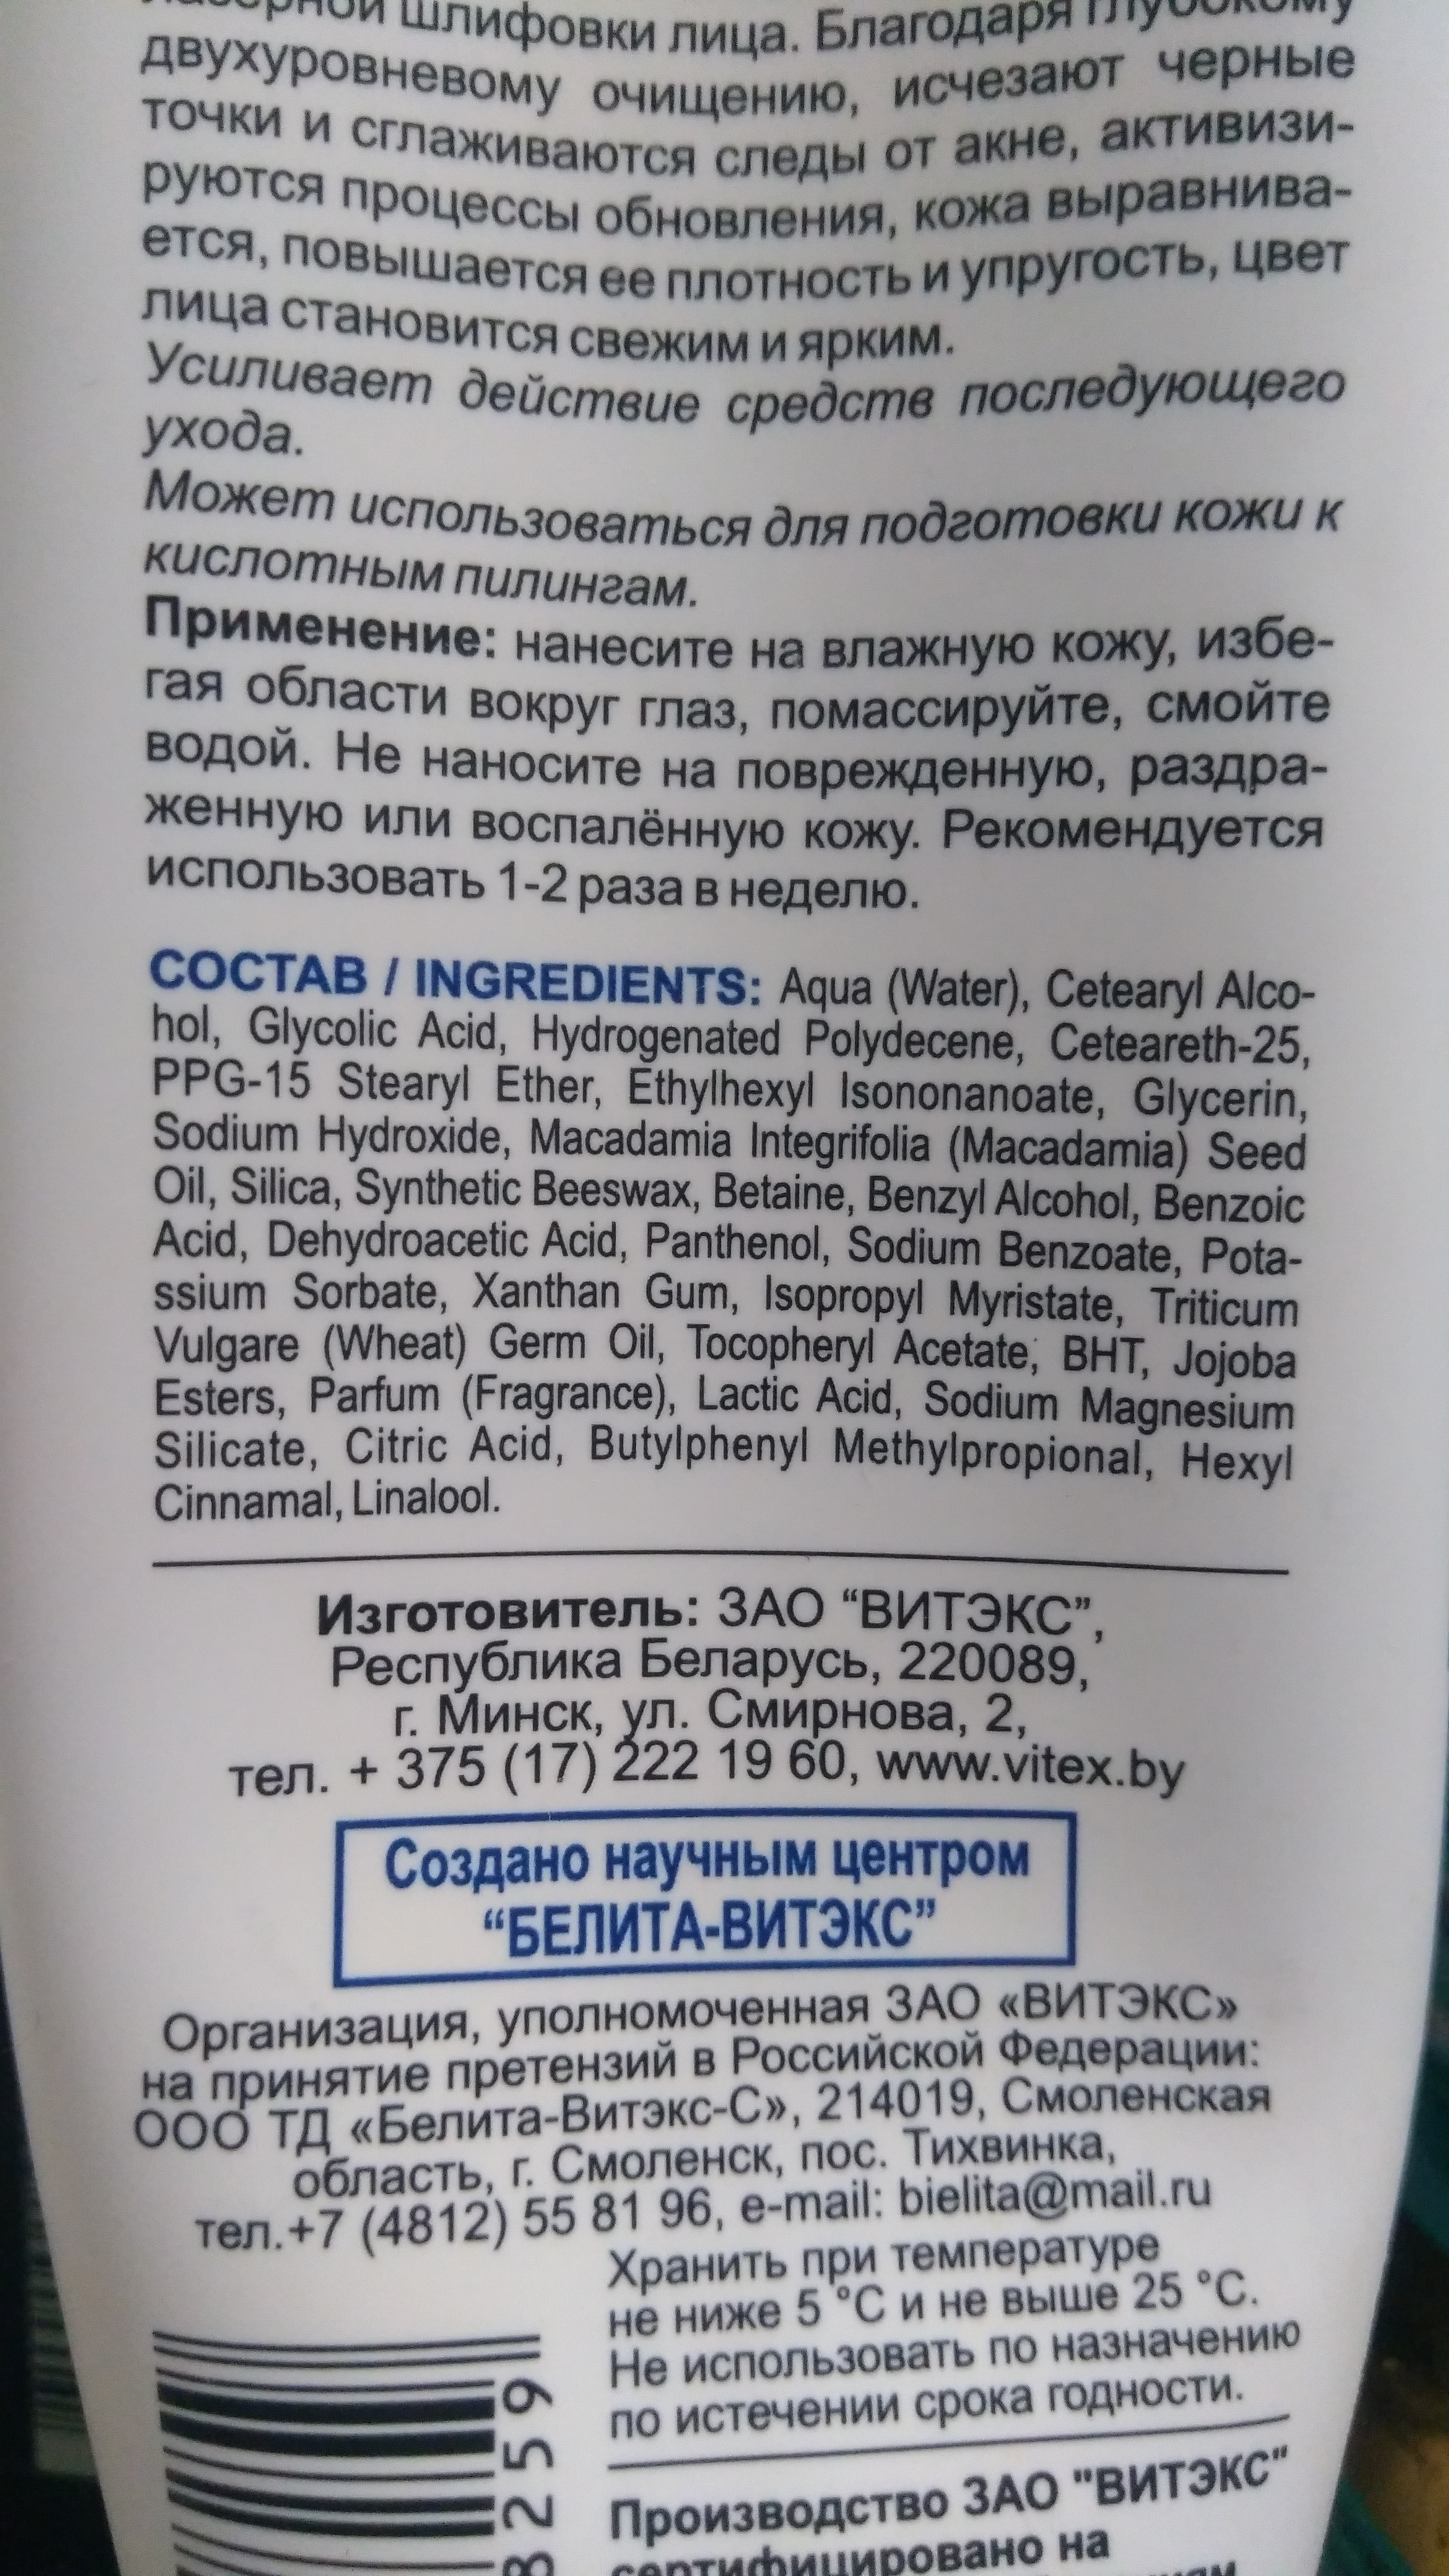 лазерной шлифовки лица. Благодаря глубокому
двухуровневому очищению, исчезают черные
точки и сглаживаются следы от акне, активизи-
руются процессы обновления, кожа выравнива-
ется, повышается ее плотность и упругость, цвет
лица становится свежим и ярким.
Усиливает действие средств последующего
ухода.
Может использоваться для подготовки кожи к
кислотным пилингам.
Применение: нанесите на влажную кожу, избе-
гая области вокруг глаз, помассируйте, смойте
водой. Не наносите на поврежденную, раздра-
женную или воспалённую кожу. Рекомендуется
использовать 1-2 раза в неделю.
СОСТАВ / INGREDIENTS: Aqua (Water), Cetearyl Alco-
hol, Glycolic Acid, Hydrogenated Polydecene, Ceteareth-25,
PPG-15 Stearyl Ether, Ethylhexyl Isononanoate, Glycerin,
Sodium Hydroxide, Macadamia Integrifolia (Macadamia) Seed
Oil, Silica, Synthetic Beeswax, Betaine, Benzyl Alcohol, Benzoic
Acid, Dehydroacetic Acid, Panthenol, Sodium Benzoate, Pota-
ssium Sorbate, Xanthan Gum, Isopropyl Myristate, Triticum
Vulgare (Wheat) Germ Oil, Tocopheryl Acetate, BHT, Jojoba
Esters, Parfum (Fragrance), Lactic Acid, Sodium Magnesium
Silicate, Citric Acid, Butylphenyl Methylpropional, Hexyl
Cinnamal, Linalool.
Изготовитель: ЗАО “ВИТЭКС”,
Республика Беларусь, 220089,
г. Минск, ул. Смирнова, 2,
тел. + 375 (17) 222 19 60, www.vitex.by
Создано научным центром
“БЕЛИТА-ВИТЭКС”
Организация, уполномоченная ЗАО «ВИТЭКС»
на принятие претензий в Российской Федерации:
ООО ТД «Белита-Витэкс-С», 214019, Смоленская
область, г. Смоленск, пос. Тихвинка,
тел.+7 (4812) 55 81 96, e-mail: bielita@mail.ru
Хранить при температуре
не ниже 5 °C и не выше 25 °C.
Не использовать по назначению
по истечении срока годности.
Производство ЗАО "ВИТЭКС"
сертифицировано на
8259